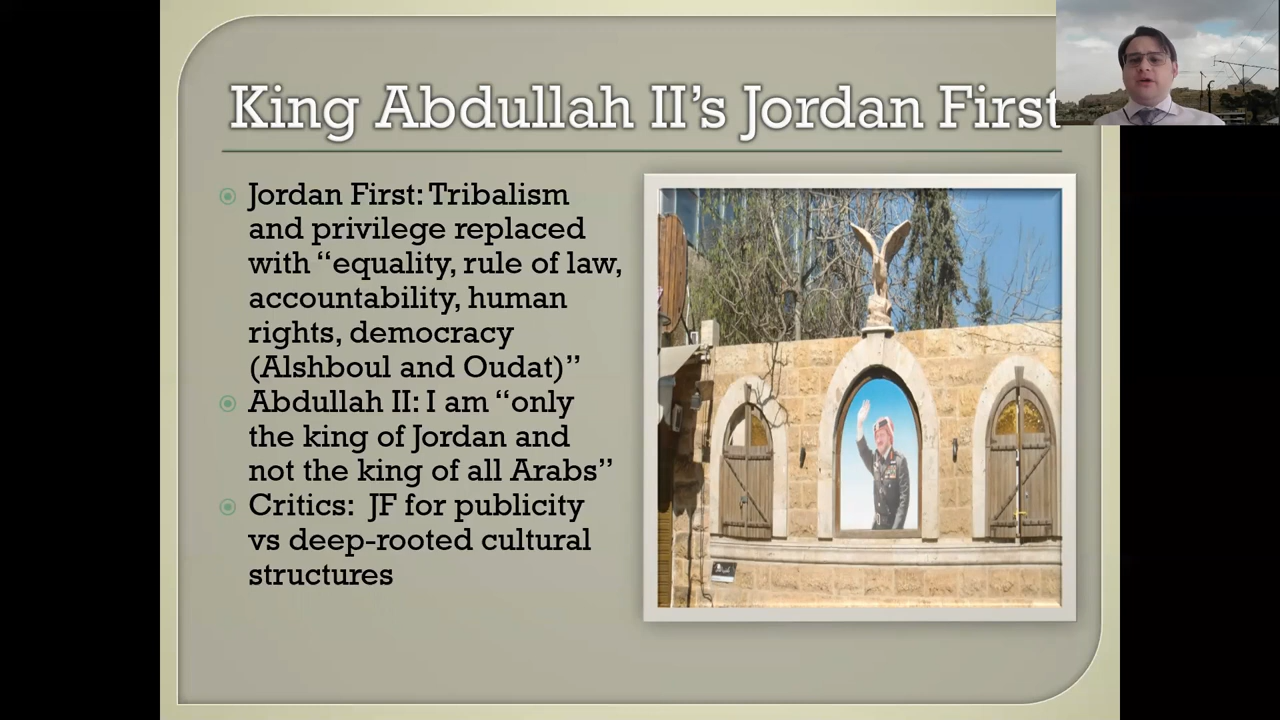 King Abdullah II’s Jordan First
Jordan First: Tribalism
and privilege replaced
with “equality, rule of law,
accountability, human
rights, democracy
(Alshboul and Oudat)”
Abdullah II: I am “only
the king of Jordan and
not the king of all Arabs”
Critics:  JF for publicity
vs deep-rooted cultural
structures